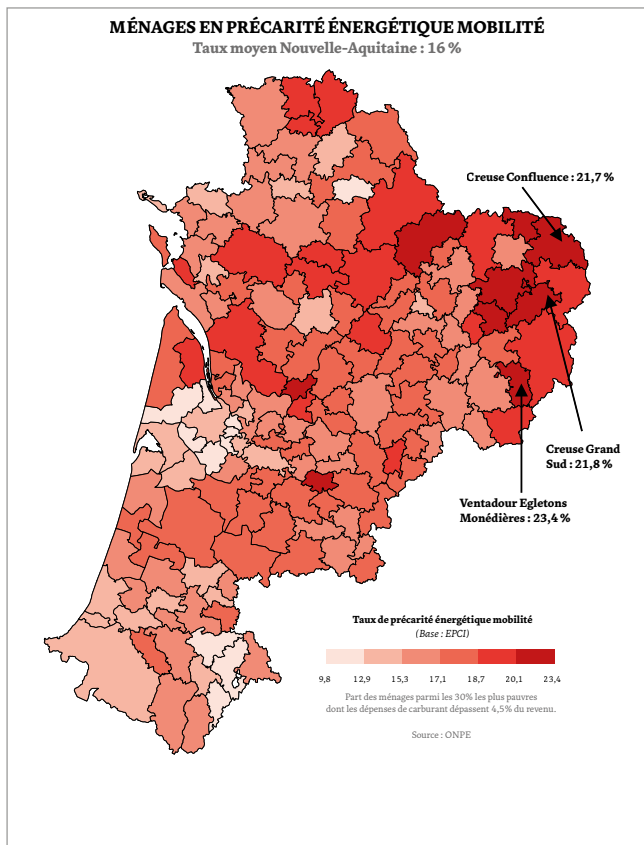 MÉNAGES EN PRÉCARITÉ ÉNERGÉTIQUE MOBILITÉ
Taux moyen Nouvelle-Aquitaine : 16 %
Creuse Confluence : 21,7 %
Creuse Grand
Sud : 21,8 %
Ventadour Egletons
Monédières : 23,4 %
Taux de précarité énergétique mobilité
(Base : EPCI)
9,8 12,9 15,3 17,1 18,7 20,1 23,4
Part des ménages parmi les 30% les plus pauvres
dont les dépenses de carburant dépassent 4,5% du revenu.
Source : ONPE